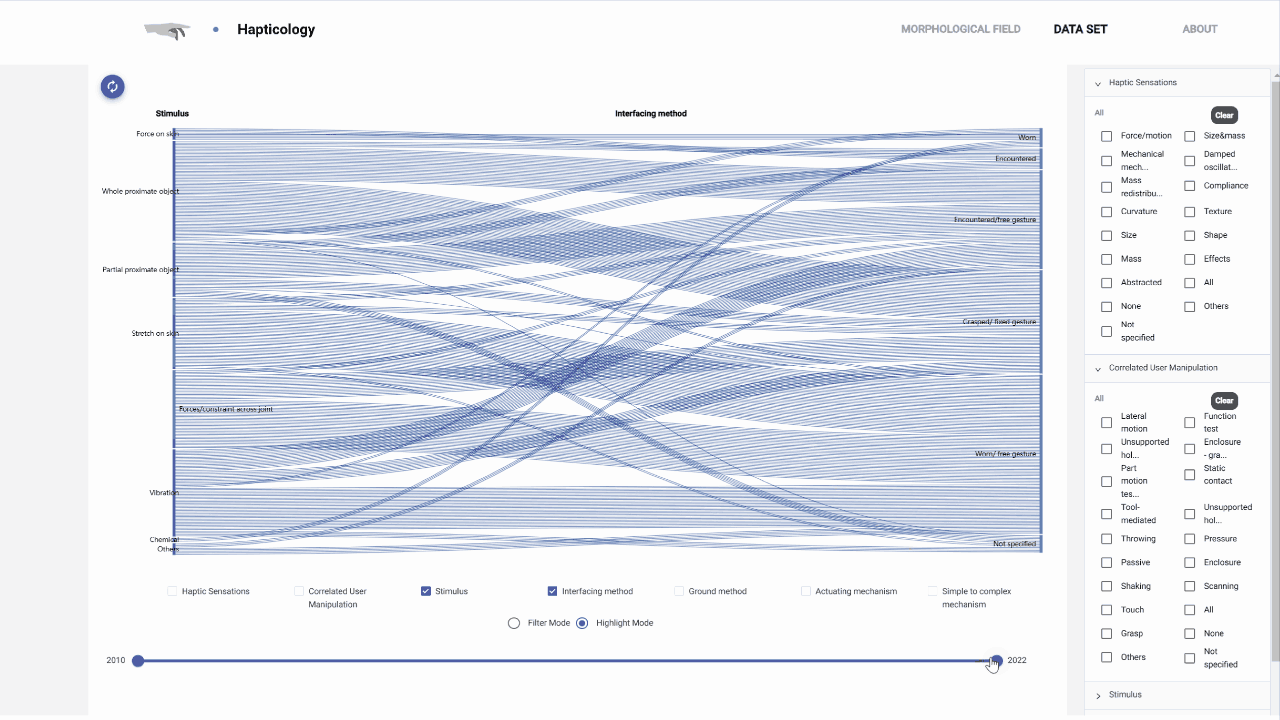 Hapticology
MORPHOLOGICAL FIELD
DATA SET
ABOUT
Stimulus
Interfacing method
Force on skin
Whole proximate object
Partial proximate object
Stretch on skin
Forces/constraint across joint
Vibration
Chemical
Others
Worn
Encountered
Encountered/free gesture
Grasped/ fixed gesture
Worn/ free gesture
Not specified
Haptic Sensations
Correlated User
Manipulation
Stimulus
Interfacing method
Ground method
Actuating mechanism
Simple to complex
mechanism
Filter Mode
Highlight Mode
2010
2022
Haptic Sensations
All
Clear
Force/motion
Size&mass
Mechanical
mech...
Damped
oscillat...
Mass
redistribu...
Compliance
Curvature
Texture
Size
Shape
Mass
Effects
Abstracted
All
None
Others
Not
specified
Correlated User Manipulation
All
Clear
Lateral
motion
Function
test
Unsupported
hol...
Enclosure
- gra...
Part
motion
tes...
Static
contact
Tool-
mediated
Unsupported
hol...
Throwing
Pressure
Passive
Enclosure
Shaking
Scanning
Touch
All
Grasp
None
Others
Not
specified
Stimulus